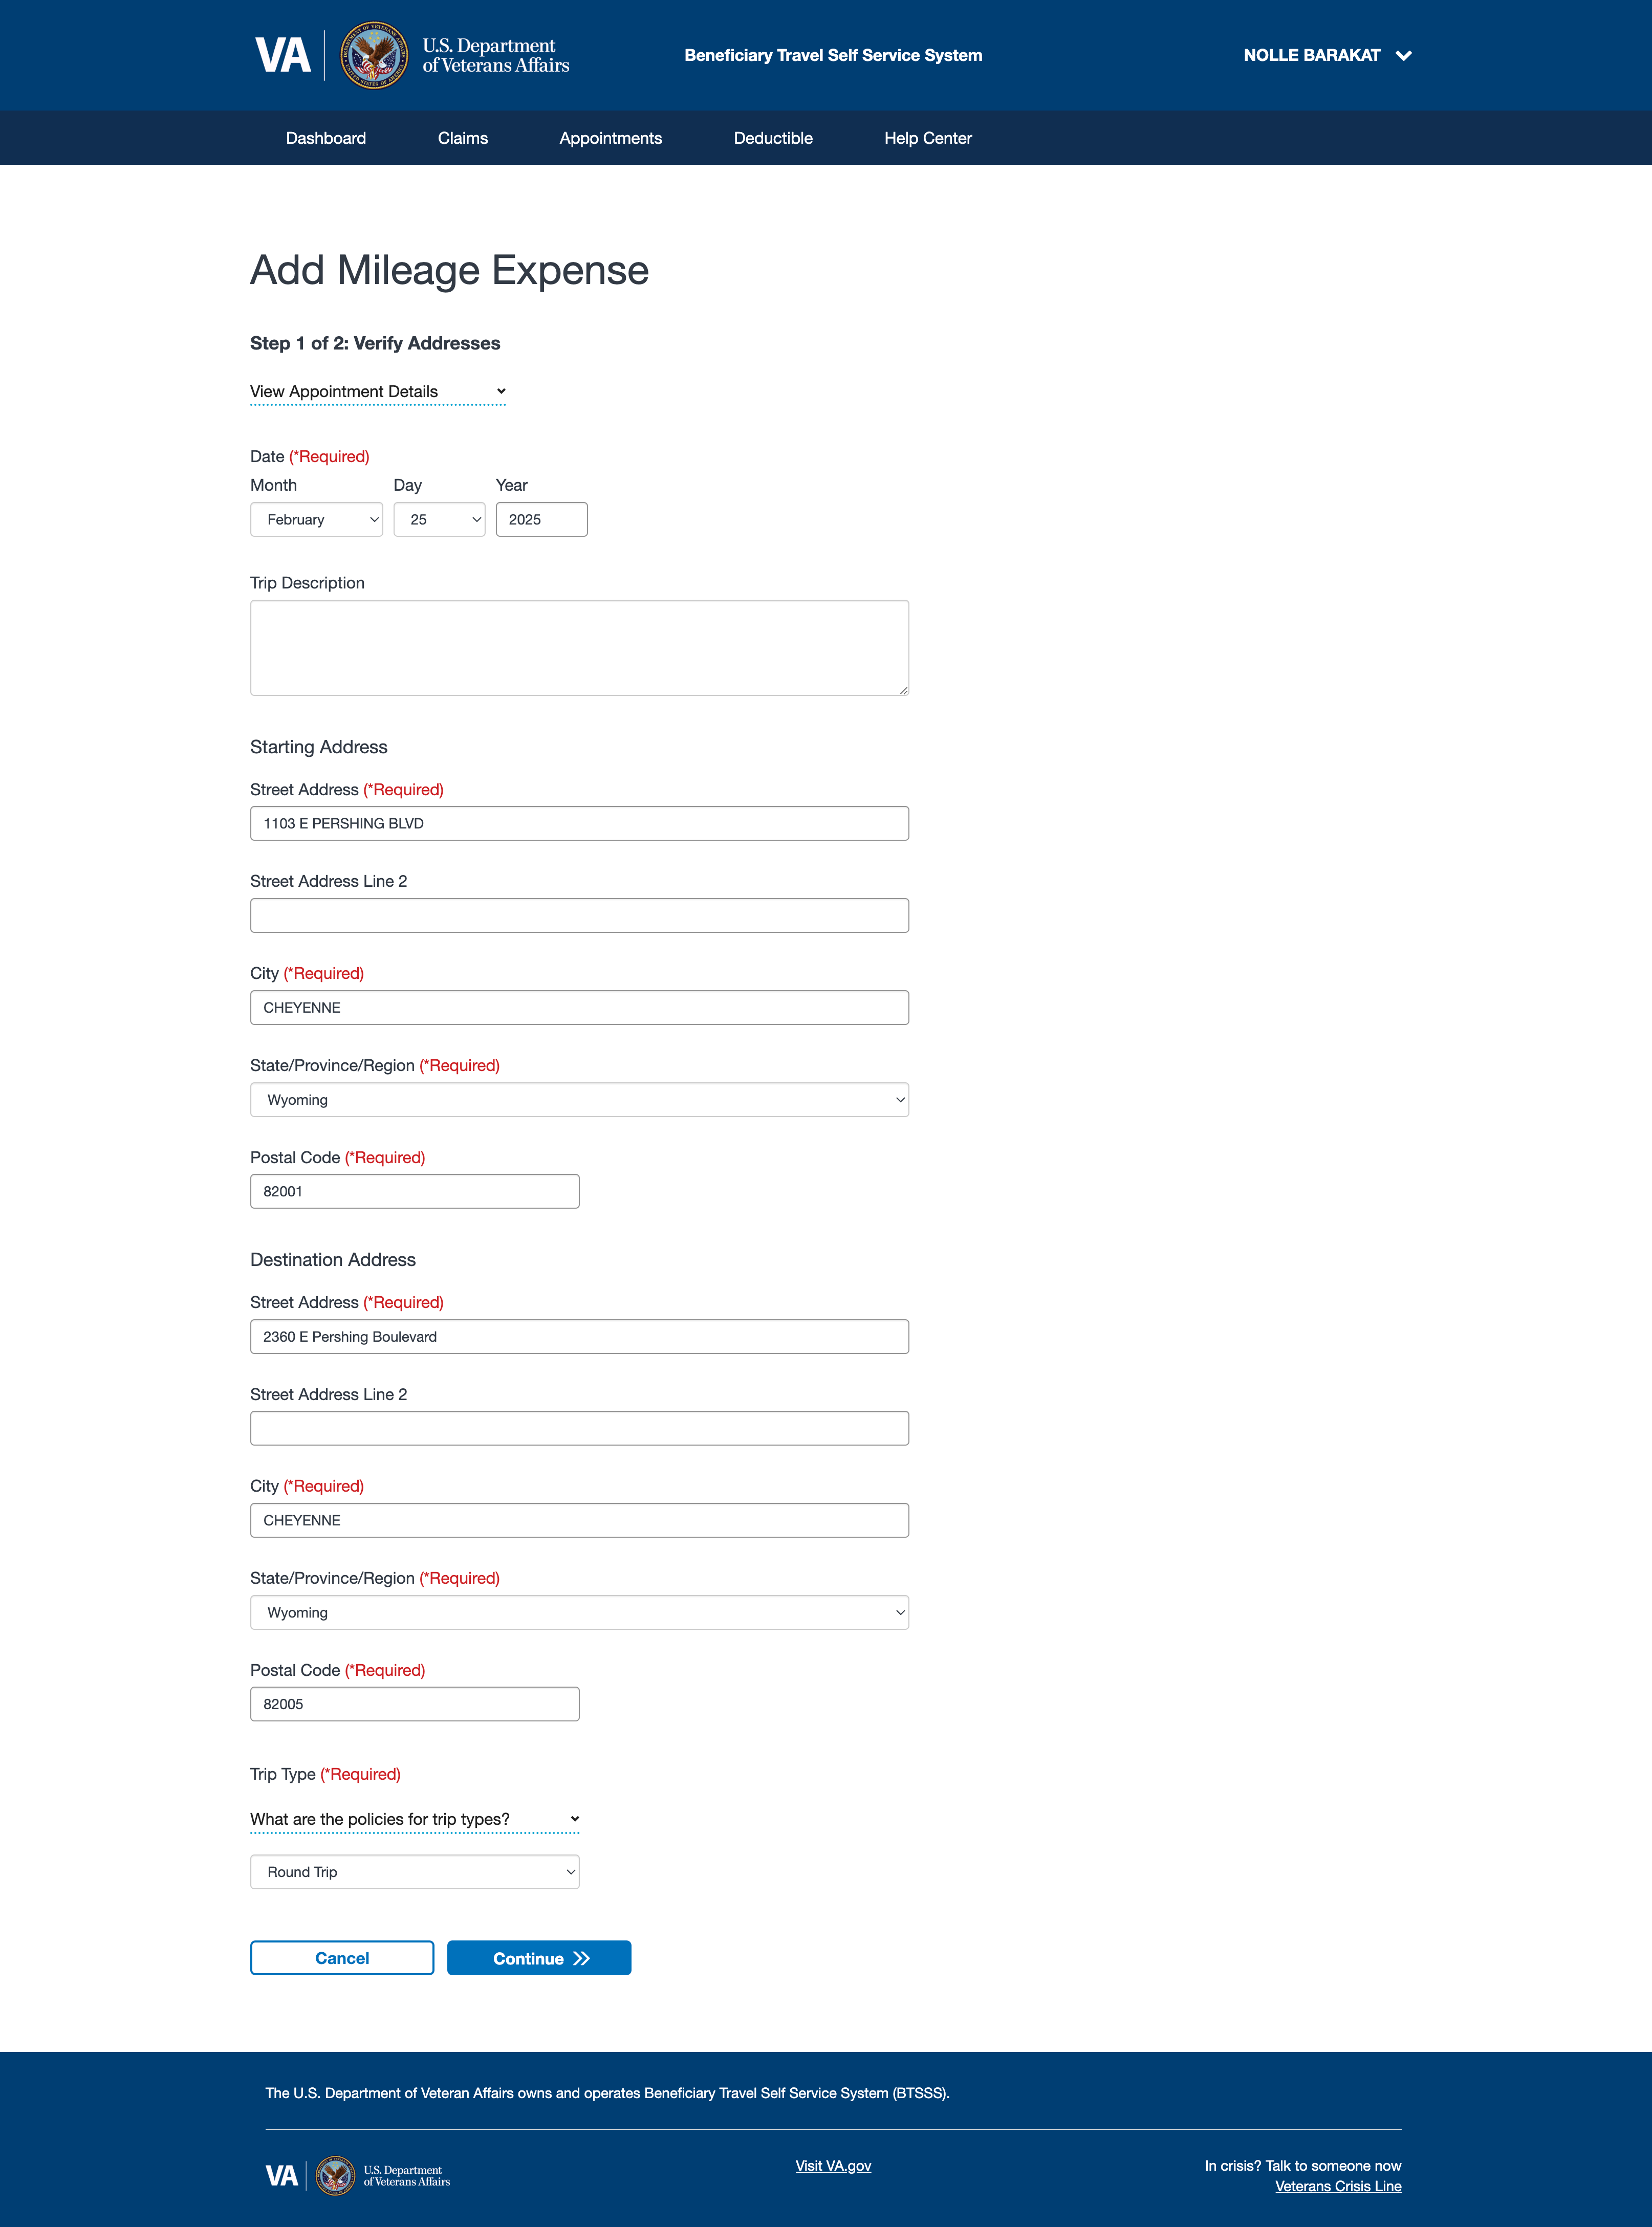 VA
U.S. Department
of Veterans Affairs
Beneficiary Travel Self Service System
NOLLE BARAKAT
Dashboard
Claims
Appointments
Deductible
Help Center
Add Mileage Expense
Step 1 of 2: Verify Addresses
View Appointment Details
Date (*Required)
Month
Day
Year
February
25
2025
Trip Description
Starting Address
Street Address (*Required)
1103 E PERSHING BLVD
Street Address Line 2
City (*Required)
CHEYENNE
State/Province/Region (*Required)
Wyoming
Postal Code (*Required)
82001
Destination Address
Street Address (*Required)
2360 E Pershing Boulevard
Street Address Line 2
City (*Required)
CHEYENNE
State/Province/Region (*Required)
Wyoming
Postal Code (*Required)
82005
Trip Type (*Required)
What are the policies for trip types?
Round Trip
Cancel
Continue
The U.S. Department of Veteran Affairs owns and operates Beneficiary Travel Self Service System (BTSSS).
VA
U.S. Department
of Veterans Affairs
Visit VA.gov
In crisis? Talk to someone now
Veterans Crisis Line